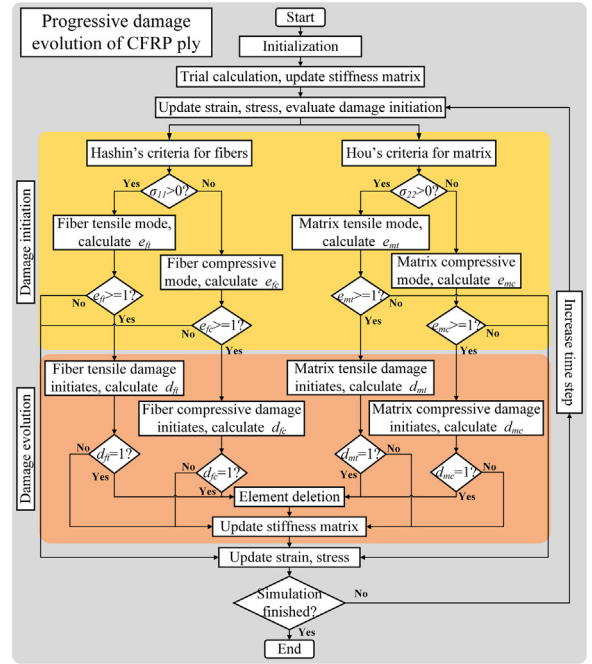 Progressive damage
evolution of CFRP ply
Start
Initialization
Trial calculation, update stiffness matrix
Update strain, stress, evaluate damage initiation
Damage initiation
Hashin's criteria for fibers
Hou's criteria for matrix
Yes
σ11>0?
No
Yes
σ22>0?
No
Fiber tensile mode,
calculate eft
Matrix tensile mode,
calculate emt
Fiber compressive
mode, calculate efc
Matrix compressive
mode, calculate emc
eft>=1?
No
Yes
efc>=1?
No
Yes
emt>=1?
No
Yes
emc>=1?
No
Yes
Increase time step
Damage evolution
Fiber tensile damage
initiates, calculate dft
Matrix tensile damage
initiates, calculate dmt
Fiber compressive damage
initiates, calculate dfc
Matrix compressive damage
initiates, calculate dmc
No
dft=1?
Yes
No
dfc=1?
Yes
dmt=1?
No
Yes
dmc=1?
No
Yes
Element deletion
Update stiffness matrix
Update strain, stress
Simulation
finished?
No
Yes
End